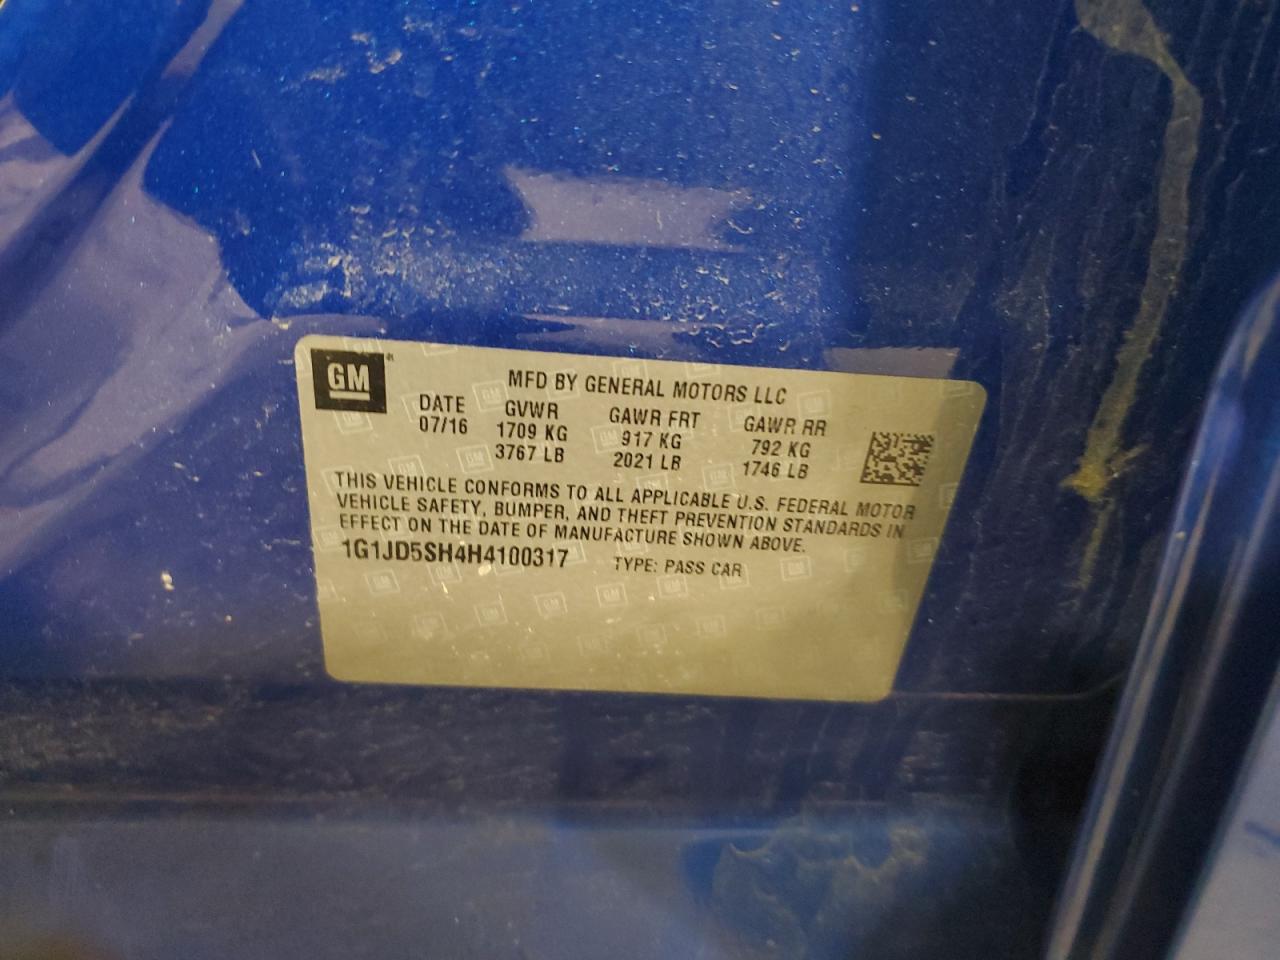 GM
MFD BY GENERAL MOTORS LLC
DATE GVWR GAWR FRT GAWR RR
07/16 1709 KG 917 KG 792 KG
3767 LB 2021 LB 1746 LB
THIS VEHICLE CONFORMS TO ALL APPLICABLE U.S. FEDERAL MOTOR
VEHICLE SAFETY, BUMPER, AND THEFT PREVENTION STANDARDS IN
EFFECT ON THE DATE OF MANUFACTURE SHOWN ABOVE.
1G1JD5SH4H4100317 TYPE: PASS CAR